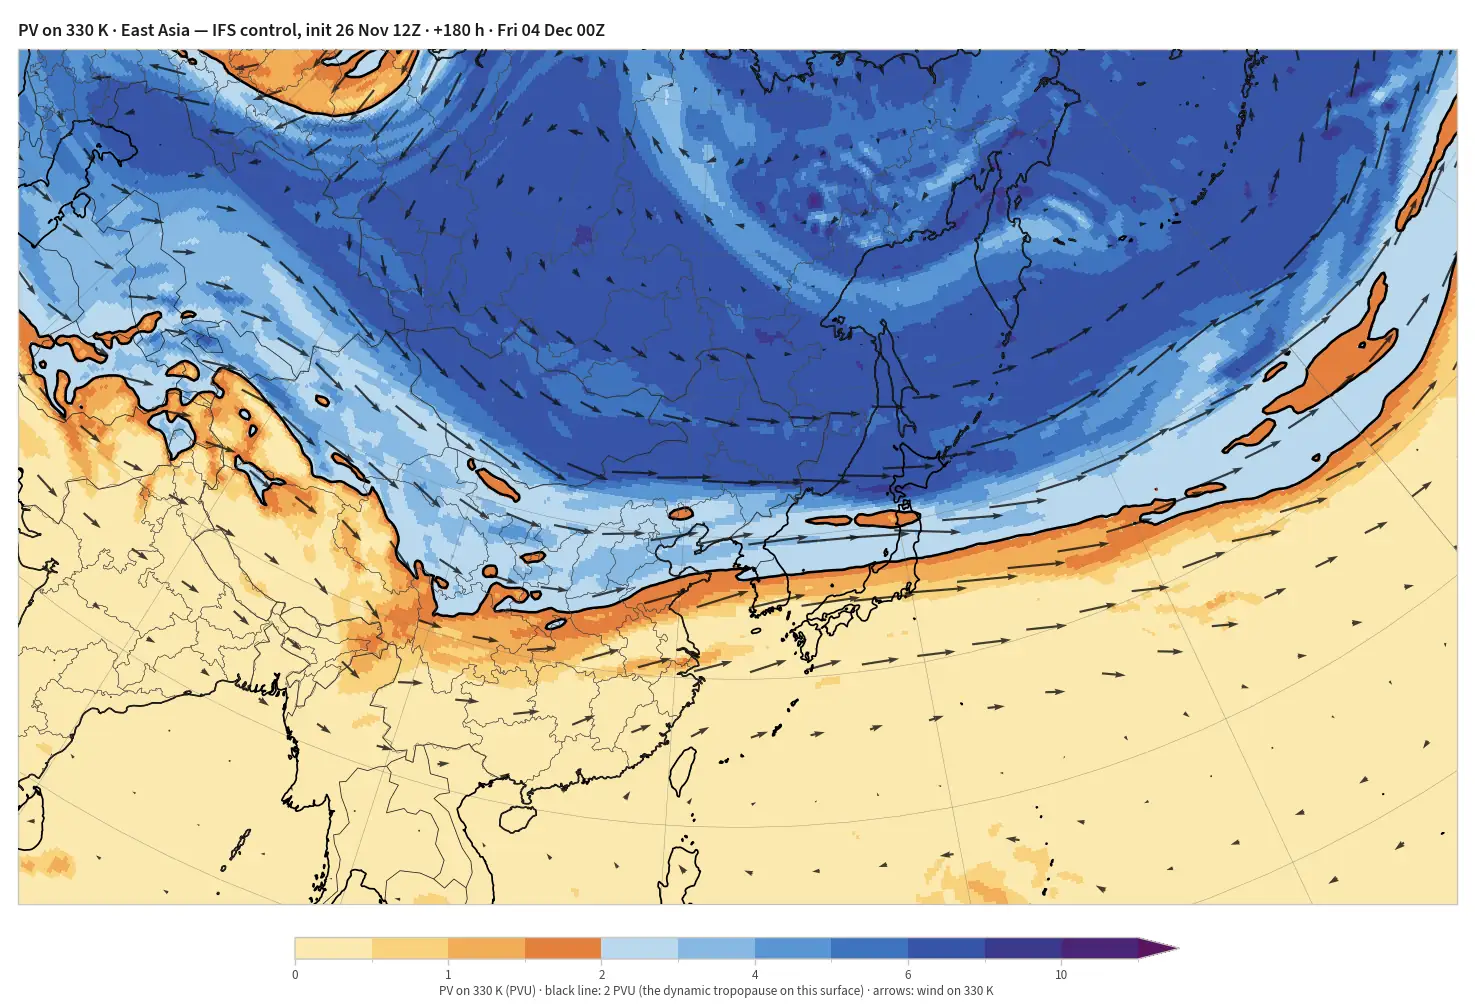 PV on 330 K · East Asia — IFS control, init 26 Nov 12Z · +180 h · Fri 04 Dec 00Z
0 1 2 4 6 10
PV on 330 K (PVU) · black line: 2 PVU (the dynamic tropopause on this surface) · arrows: wind on 330 K